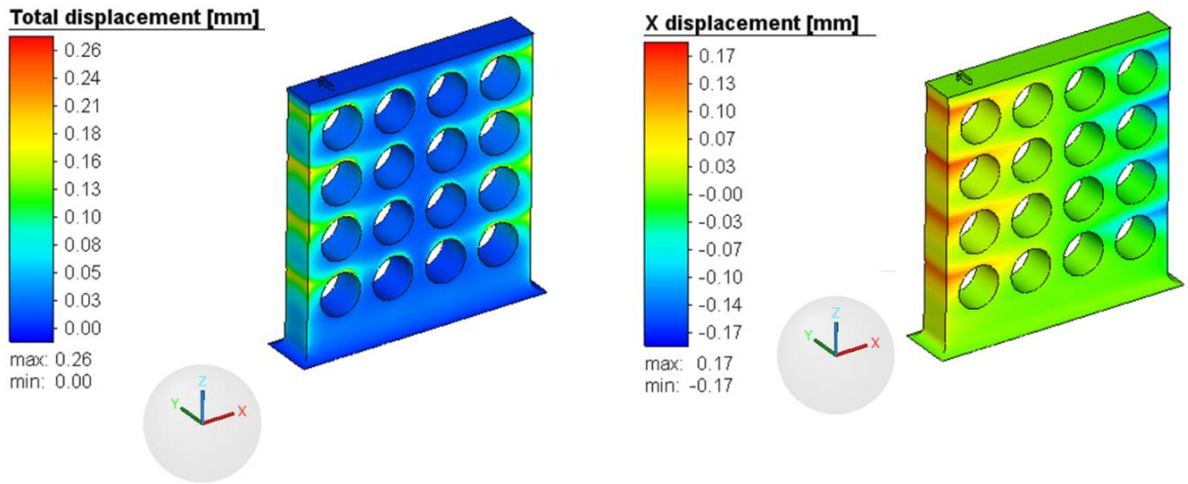 Total displacement [mm]
0.26
0.24
0.21
0.18
0.16
0.13
0.10
0.08
0.05
0.03
0.00
max: 0.26
min: 0.00
Z
Y
X
X displacement [mm]
0.17
0.13
0.10
0.07
0.03
-0.00
-0.03
-0.07
-0.10
-0.14
-0.17
max: 0.17
min: -0.17
Z
Y
X